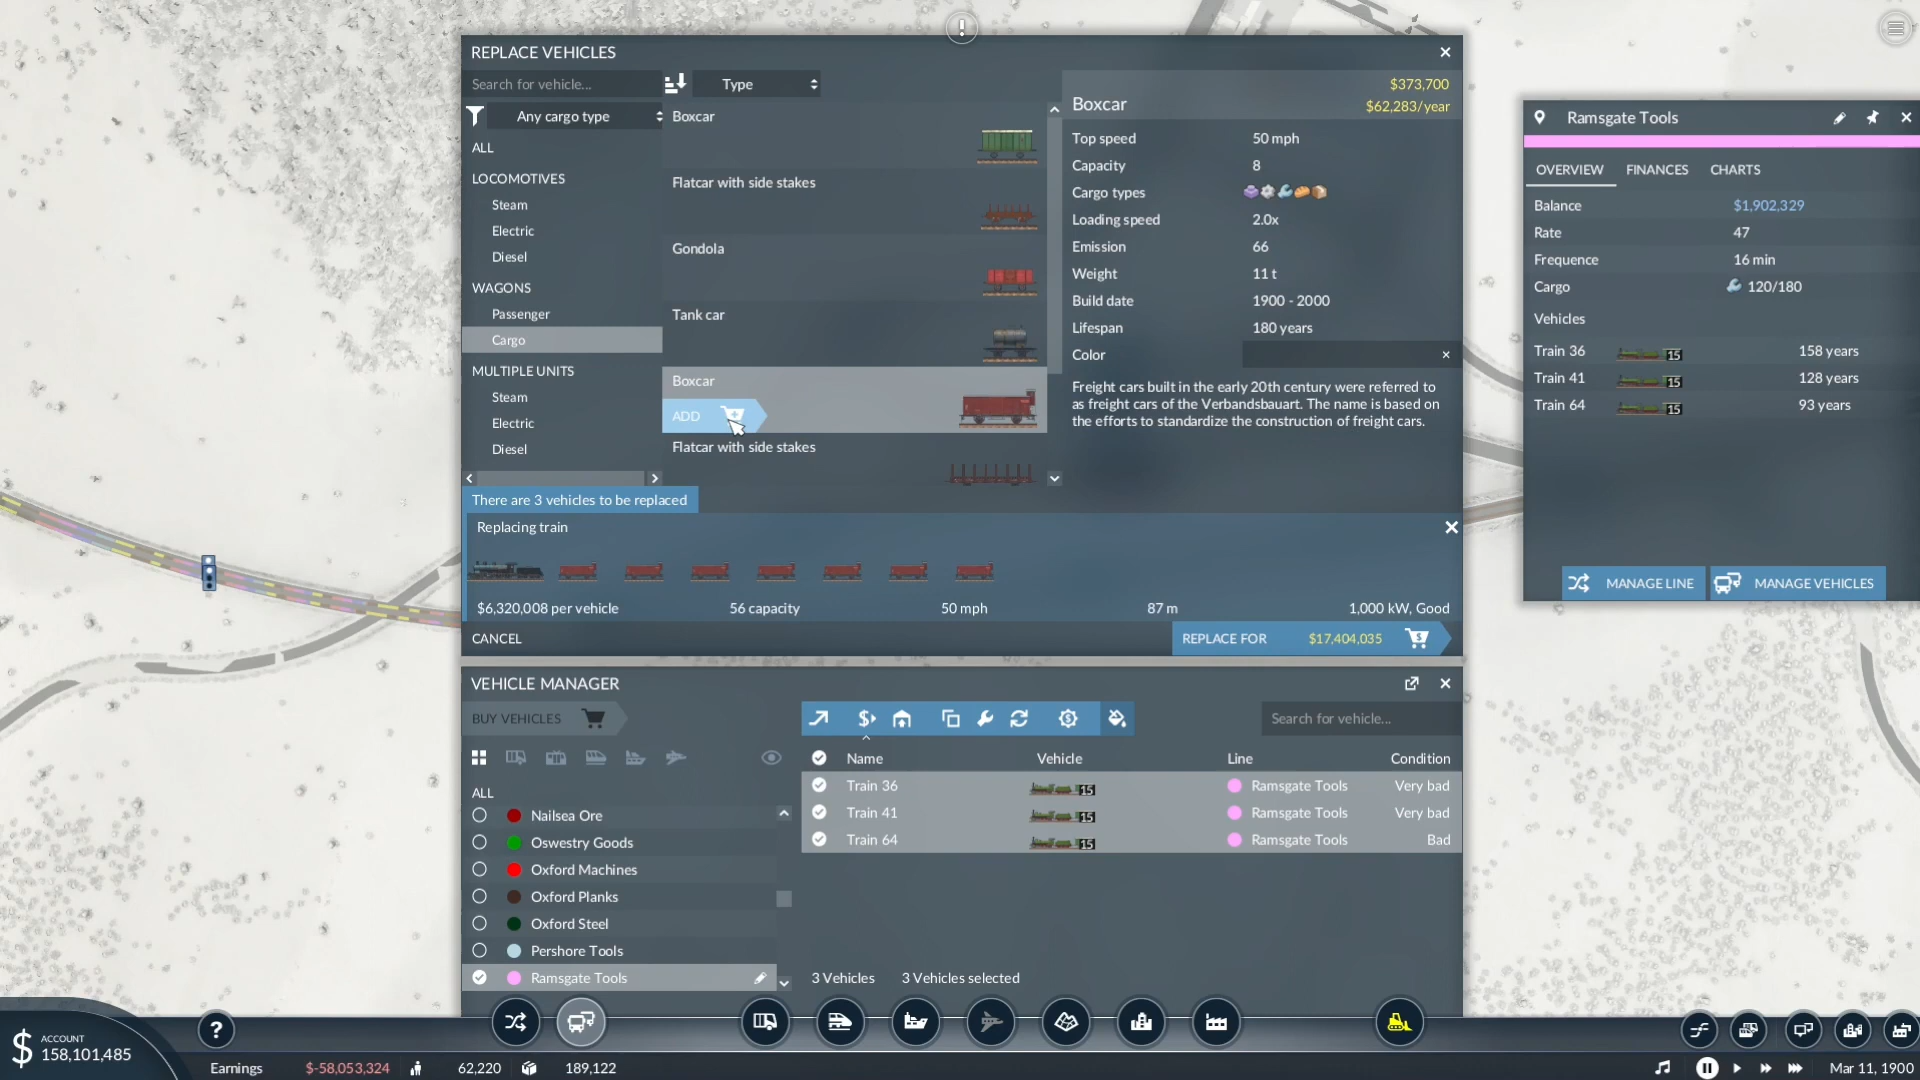 REPLACE VEHICLES
Search for vehicle...
Type
Any cargo type
ALL
LOCOMOTIVES
Steam
Electric
Diesel
WAGONS
Passenger
Cargo
MULTIPLE UNITS
Steam
Electric
Diesel
Boxcar
Flatcar with side stakes
Gondola
Tank car
Boxcar
ADD
Flatcar with side stakes
$373,700
Boxcar
$62,283/year
Top speed 50 mph
Capacity 8
Cargo types
Loading speed 2.0x
Emission 66
Weight 11 t
Build date 1900 - 2000
Lifespan 180 years
Color
Freight cars built in the early 20th century were referred to
as freight cars of the Verbandsbauart. The name is based on
the efforts to standardize the construction of freight cars.
There are 3 vehicles to be replaced
Replacing train
$6,320,008 per vehicle 56 capacity 50 mph 87 m 1,000 kW, Good
CANCEL
REPLACE FOR $17,404,035
Ramsgate Tools
OVERVIEW FINANCES CHARTS
Balance $1,902,329
Rate 47
Frequence 16 min
Cargo 120/180
Vehicles
Train 36 15 158 years
Train 41 15 128 years
Train 64 15 93 years
MANAGE LINE MANAGE VEHICLES
VEHICLE MANAGER
BUY VEHICLES
Search for vehicle...
ALL
Nailsea Ore
Oswestry Goods
Oxford Machines
Oxford Planks
Oxford Steel
Pershore Tools
Ramsgate Tools
Name Vehicle Line Condition
Train 36 15 Ramsgate Tools Very bad
Train 41 15 Ramsgate Tools Very bad
Train 64 15 Ramsgate Tools Bad
3 Vehicles 3 Vehicles selected
$ ACCOUNT
158,101,485
?
Earnings $-58,053,324 62,220 189,122
Mar 11, 1900